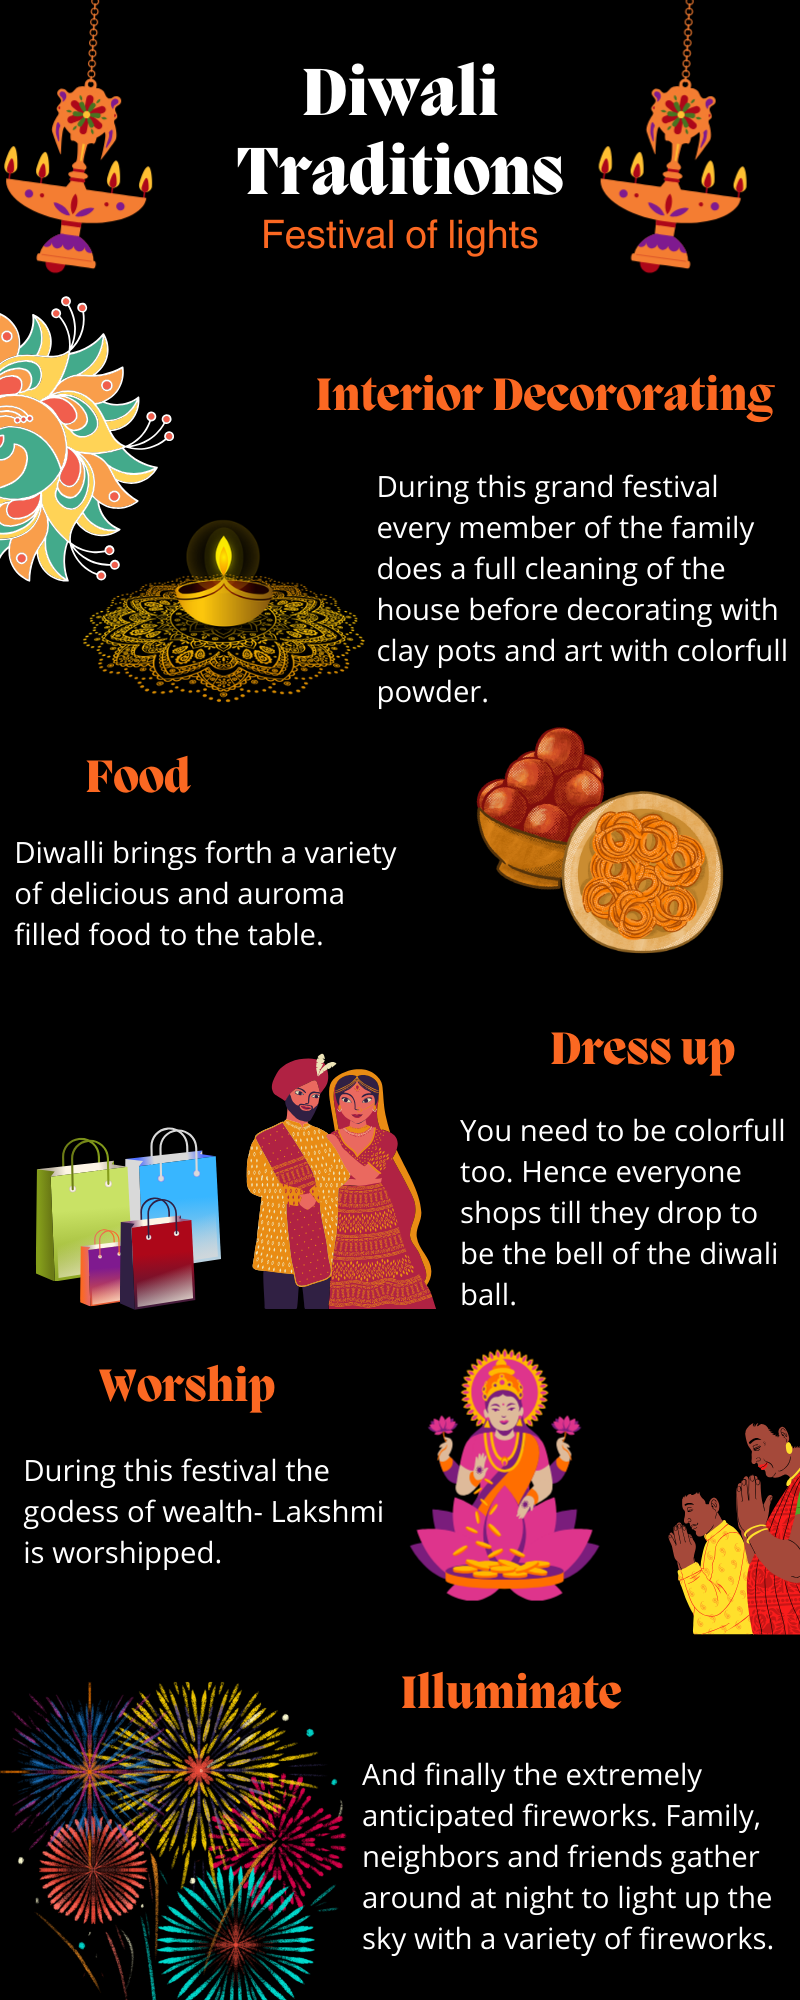 Diwali
Traditions
Festival of lights
Interior Decororating
During this grand festival
every member of the family
does a full cleaning of the
house before decorating with
clay pots and art with colorfull
powder.
Food
Diwalli brings forth a variety
of delicious and auroma
filled food to the table.
Dress up
You need to be colorfull
too. Hence everyone
shops till they drop to
be the bell of the diwali
ball.
Worship
During this festival the
godess of wealth- Lakshmi
is worshipped.
Illuminate
And finally the extremely
anticipated fireworks. Family,
neighbors and friends gather
around at night to light up the
sky with a variety of fireworks.